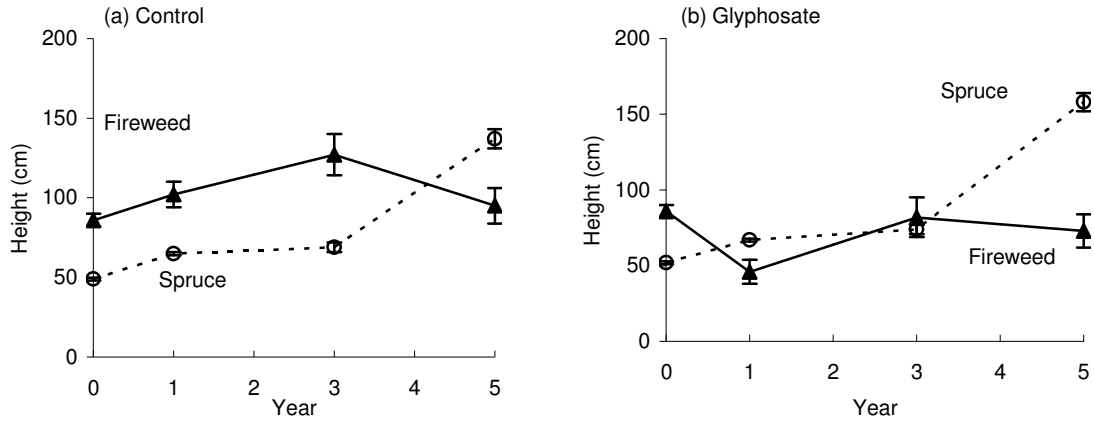 (a) Control
200
150
100
50
0
Height (cm)
Fireweed
Spruce
0 1 2 3 4 5
Year
(b) Glyphosate
200
150
100
50
0
Height (cm)
Spruce
Fireweed
0 1 2 3 4 5
Year